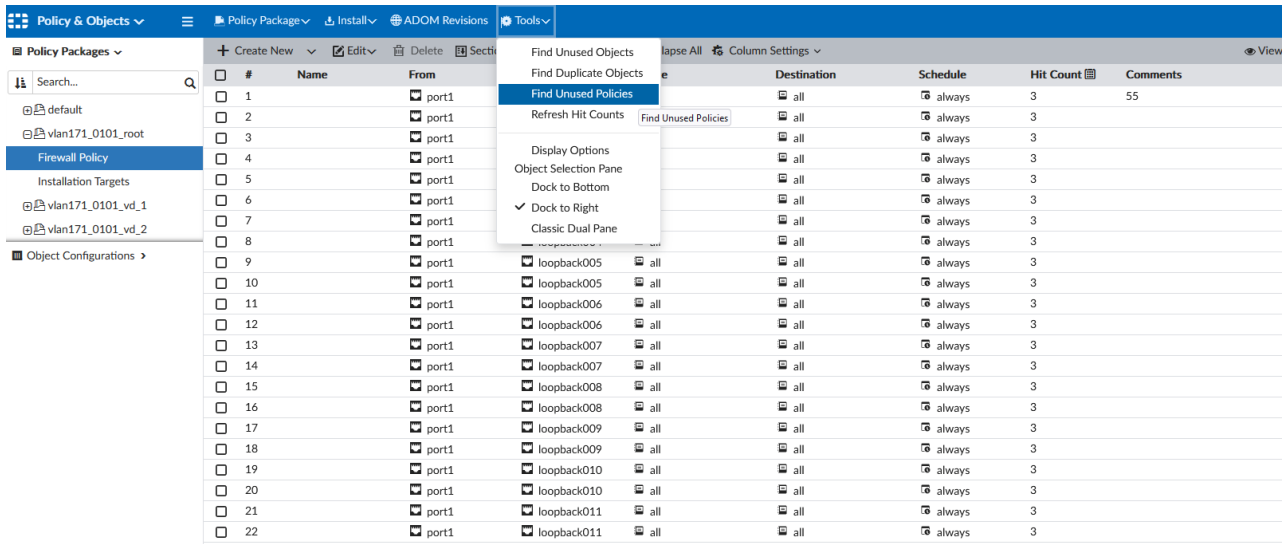 Policy & Objects Policy Package Install ADOM Revisions Tools
Policy Packages Create New Edit Delete Secti lapse All Column Settings View
Search...
default
vlan171_0101_root
Firewall Policy
Installation Targets
vlan171_0101_vd_1
vlan171_0101_vd_2
Object Configurations
Find Unused Objects
Find Duplicate Objects
Find Unused Policies
Refresh Hit Counts
Find Unused Policies
Display Options
Object Selection Pane
Dock to Bottom
Dock to Right
Classic Dual Pane
# Name From e Destination Schedule Hit Count Comments
1 port1 all always 3 55
2 port1 all always 3
3 port1 all always 3
4 port1 all always 3
5 port1 all always 3
6 port1 all always 3
7 port1 all always 3
8 port1 all always 3
9 port1 loopback005 all all always 3
10 port1 loopback005 all all always 3
11 port1 loopback006 all all always 3
12 port1 loopback006 all all always 3
13 port1 loopback007 all all always 3
14 port1 loopback007 all all always 3
15 port1 loopback008 all all always 3
16 port1 loopback008 all all always 3
17 port1 loopback009 all all always 3
18 port1 loopback009 all all always 3
19 port1 loopback010 all all always 3
20 port1 loopback010 all all always 3
21 port1 loopback011 all all always 3
22 port1 loopback011 all all always 3